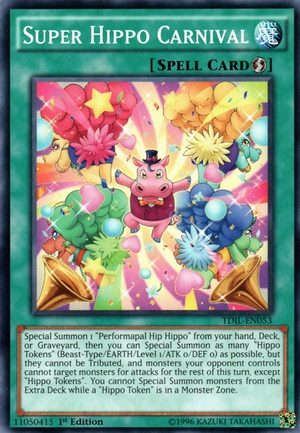 SUPER HIPPO CARNIVAL
[SPELL CARD]
TDIL-EN053
Special Summon 1 "Performapal Hip Hippo" from your hand, Deck,
or Graveyard, then you can Special Summon as many "Hippo
Tokens" (Beast-Type/EARTH/Level 1/ATK 0/DEF 0) as possible, but
they cannot be Tributed, and monsters your opponent controls
cannot target monsters for attacks for the rest of this turn, except
"Hippo Tokens". You cannot Special Summon monsters from the
Extra Deck while a "Hippo Token" is in a Monster Zone.
11050415 1st Edition ©1996 KAZUKI TAKAHASHI